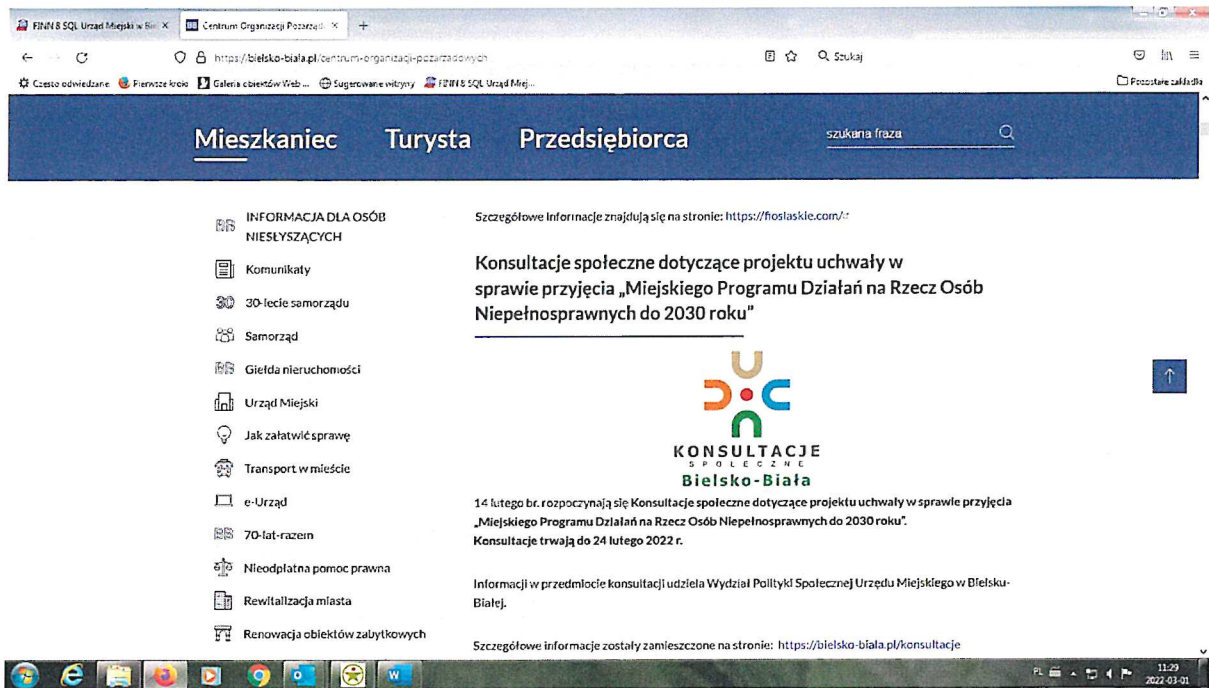 FINN 8 SQL Urząd Miejski w Bie
Centrum Organizacji Pozarząd
https://bielsko-biala.pl/centrum-organizacji-pozarzadowych
Szukaj
Często odwiedzane
Pierwsze kroki
Galeria obiektów Web ...
Sugerowane witryny
FINN 8 SQL Urząd Miej...
Pozostałe zakładki
Mieszkaniec Turysta Przedsiębiorca
szukana fraza
INFORMACJA DLA OSÓB
NIESŁYSZĄCYCH
Komunikaty
30-lecie samorządu
Samorząd
Giełda nieruchomości
Urząd Miejski
Jak załatwić sprawę
Transport w mieście
e-Urząd
70-lat-razem
Nieodpłatna pomoc prawna
Rewitalizacja miasta
Renowacja obiektów zabytkowych
Szczegółowe informacje znajdują się na stronie: https://fioslaskie.com/
Konsultacje społeczne dotyczące projektu uchwały w
sprawie przyjęcia „Miejskiego Programu Działań na Rzecz Osób
Niepełnosprawnych do 2030 roku”
KONSULTACJE
SPOŁECZNE
Bielsko-Biała
14 lutego br. rozpoczynają się Konsultacje społeczne dotyczące projektu uchwały w sprawie przyjęcia
„Miejskiego Programu Działań na Rzecz Osób Niepełnosprawnych do 2030 roku”.
Konsultacje trwają do 24 lutego 2022 r.
Informacji w przedmiocie konsultacji udziela Wydział Polityki Społecznej Urzędu Miejskiego w Bielsku-
Białej.
Szczegółowe informacje zostały zamieszczone na stronie: https://bielsko-biala.pl/konsultacje
PL
11:29
2022-03-01